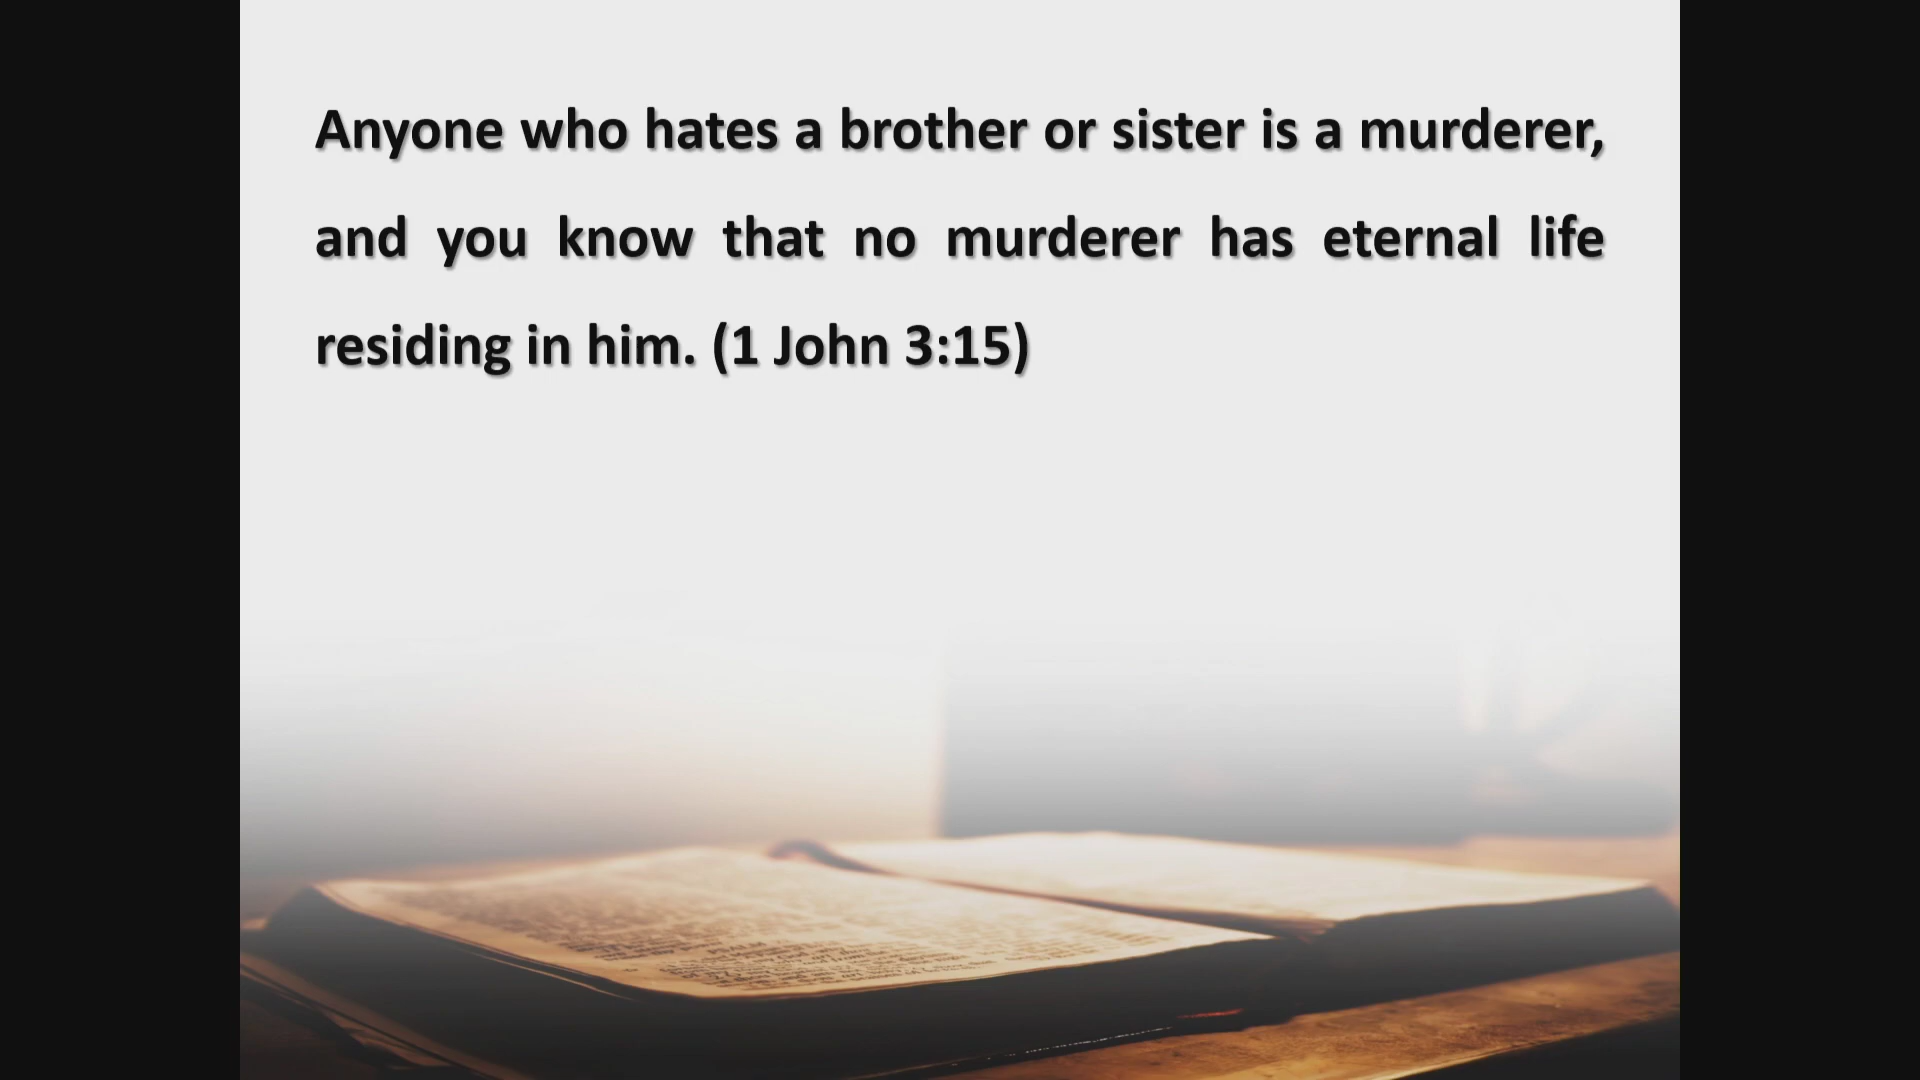 Anyone who hates a brother or sister is a murderer,
and you know that no murderer has eternal life
residing in him. (1 John 3:15)